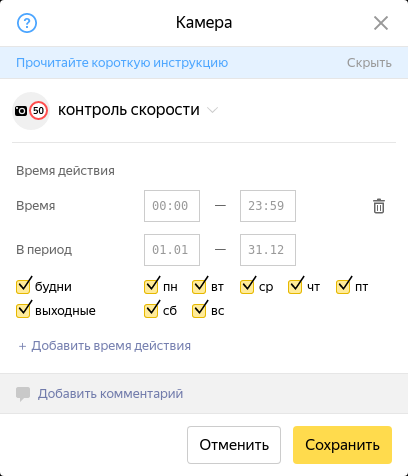 ? Камера
Прочитайте короткую инструкцию Скрыть
50 контроль скорости
Время действия
Время 00:00 — 23:59
В период 01.01 — 31.12
будни пн вт ср чт пт
выходные сб вс
+ Добавить время действия
Добавить комментарий
Отменить Сохранить